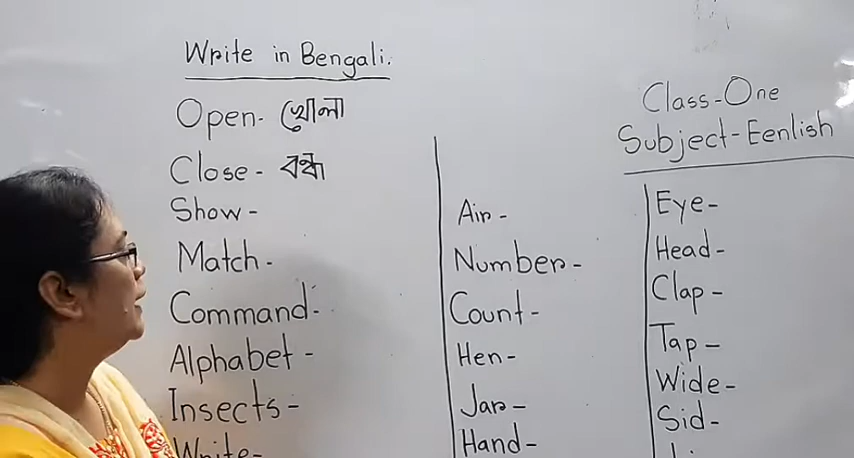 Write in Bengali.
Open- খোলা
Close- বন্ধ
Show-
Match-
Command-
Alphabet-
Insects-
Write-
Air-
Number-
Count-
Hen-
Jar-
Hand-
Class-One
Subject-Eenlish
Eye-
Head-
Clap-
Tap-
Wide-
Sid-